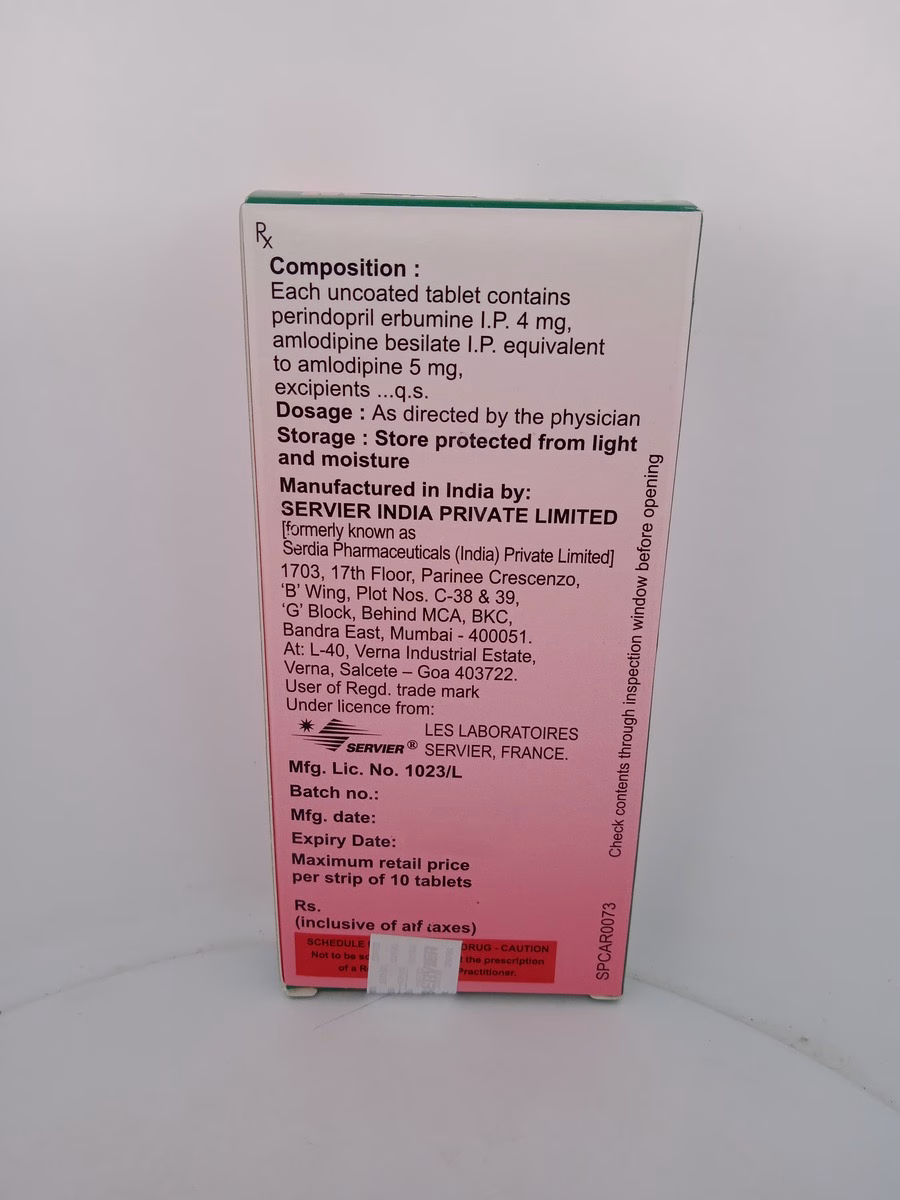 Rx
Composition :
Each uncoated tablet contains
perindopril erbumine I.P. 4 mg,
amlodipine besilate I.P. equivalent
to amlodipine 5 mg,
excipients ...q.s.
Dosage : As directed by the physician
Storage : Store protected from light
and moisture
Manufactured in India by:
SERVIER INDIA PRIVATE LIMITED
[formerly known as
Serdia Pharmaceuticals (India) Private Limited]
1703, 17th Floor, Parinee Crescenzo,
‘B’ Wing, Plot Nos. C-38 & 39,
‘G’ Block, Behind MCA, BKC,
Bandra East, Mumbai - 400051.
At: L-40, Verna Industrial Estate,
Verna, Salcete – Goa 403722.
User of Regd. trade mark
Under licence from:
SERVIER ® LES LABORATOIRES
SERVIER, FRANCE.
Mfg. Lic. No. 1023/L
Batch no.:
Mfg. date:
Expiry Date:
Maximum retail price
per strip of 10 tablets
Rs.
(inclusive of all taxes)
SCHEDULE DRUG - CAUTION
Not to be the prescription
of a Practitioner.
Check contents through inspection window before opening
SPCAR0073